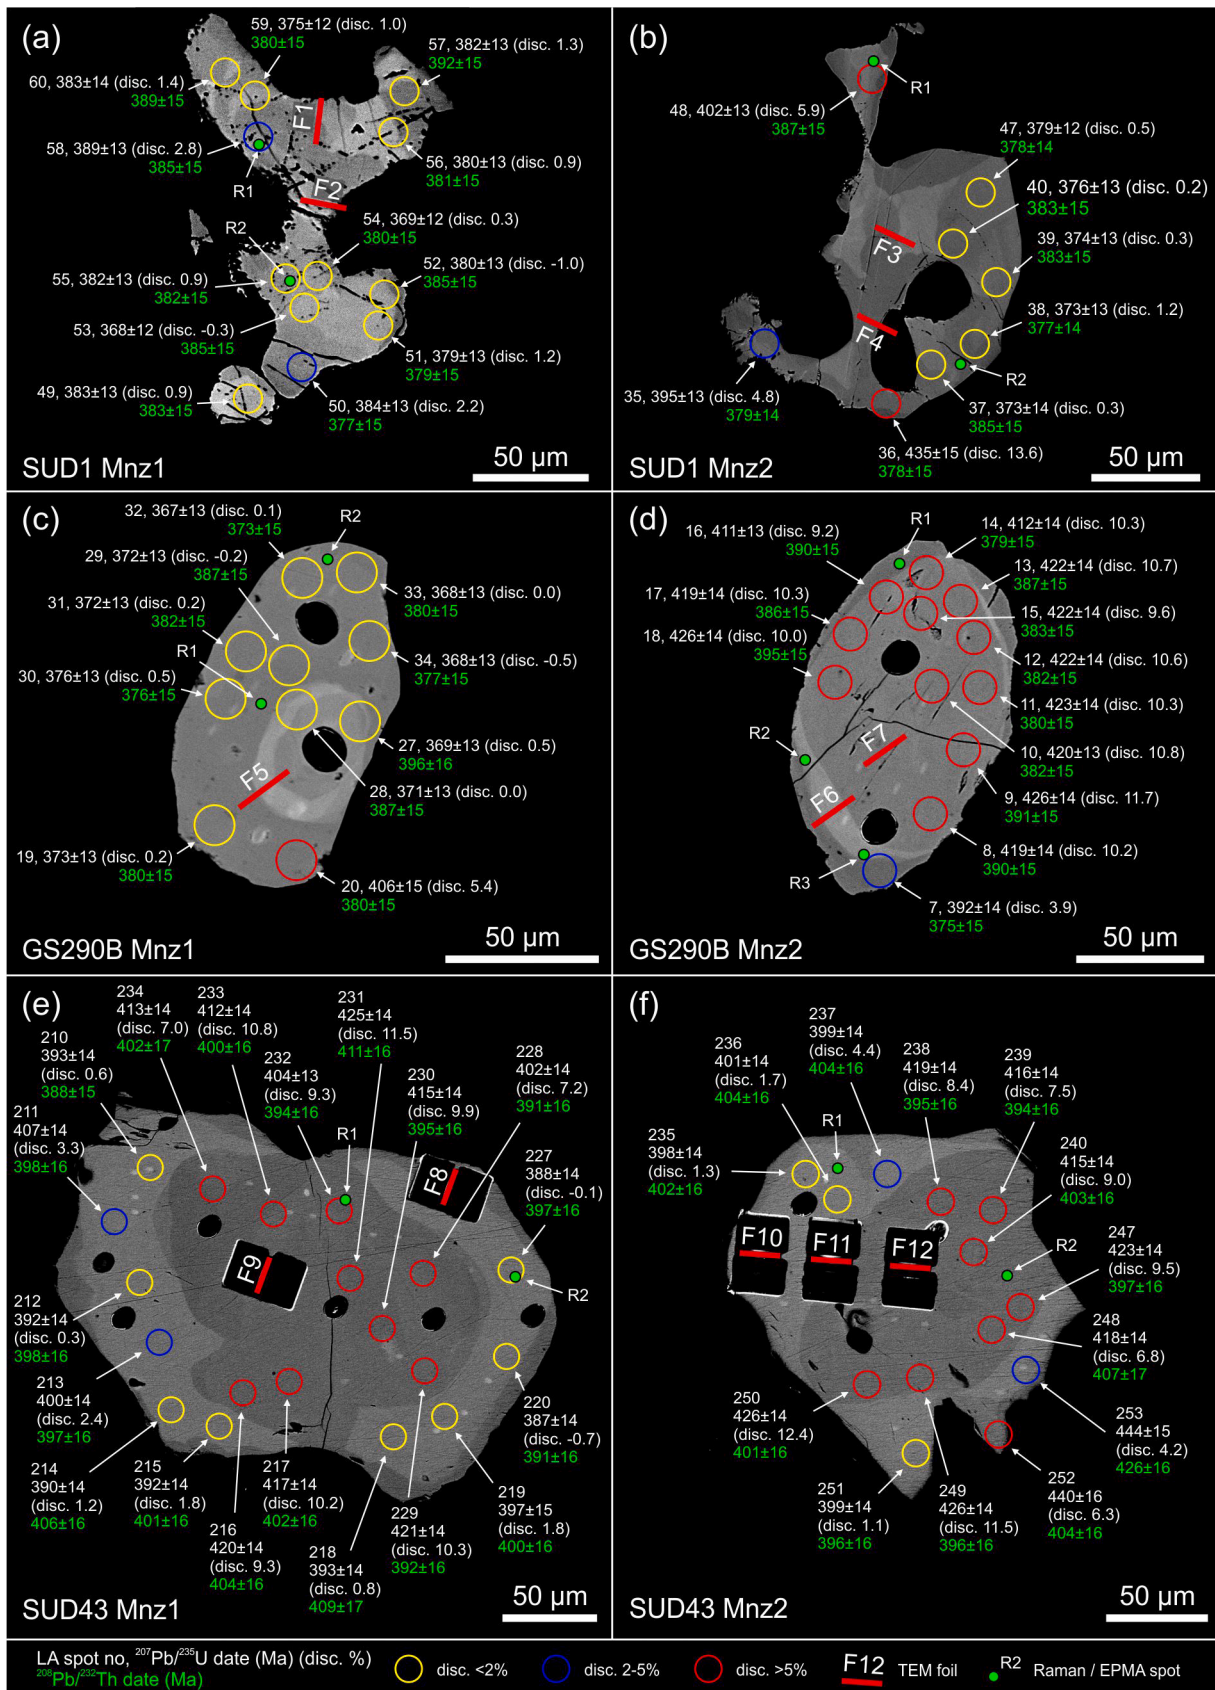 (a)
59, 375±12 (disc. 1.0)
380±15
57, 382±13 (disc. 1.3)
392±15
60, 383±14 (disc. 1.4)
389±15
F1
58, 389±13 (disc. 2.8)
385±15
R1
56, 380±13 (disc. 0.9)
381±15
F2
54, 369±12 (disc. 0.3)
380±15
R2
52, 380±13 (disc. -1.0)
385±15
55, 382±13 (disc. 0.9)
382±15
53, 368±12 (disc. -0.3)
385±15
51, 379±13 (disc. 1.2)
379±15
49, 383±13 (disc. 0.9)
383±15
50, 384±13 (disc. 2.2)
377±15
SUD1 Mnz1
50 µm
(b)
R1
48, 402±13 (disc. 5.9)
387±15
47, 379±12 (disc. 0.5)
378±14
40, 376±13 (disc. 0.2)
383±15
F3
39, 374±13 (disc. 0.3)
383±15
38, 373±13 (disc. 1.2)
377±14
F4
R2
35, 395±13 (disc. 4.8)
379±14
37, 373±14 (disc. 0.3)
385±15
36, 435±15 (disc. 13.6)
378±15
SUD1 Mnz2
50 µm
(c)
32, 367±13 (disc. 0.1)
373±15
R2
29, 372±13 (disc. -0.2)
387±15
33, 368±13 (disc. 0.0)
380±15
31, 372±13 (disc. 0.2)
382±15
R1
34, 368±13 (disc. -0.5)
377±15
30, 376±13 (disc. 0.5)
376±15
27, 369±13 (disc. 0.5)
396±16
F5
28, 371±13 (disc. 0.0)
387±15
19, 373±13 (disc. 0.2)
380±15
20, 406±15 (disc. 5.4)
380±15
GS290B Mnz1
50 µm
(d)
16, 411±13 (disc. 9.2)
390±15
R1
14, 412±14 (disc. 10.3)
379±15
13, 422±14 (disc. 10.7)
387±15
17, 419±14 (disc. 10.3)
386±15
15, 422±14 (disc. 9.6)
383±15
18, 426±14 (disc. 10.0)
395±15
12, 422±14 (disc. 10.6)
382±15
11, 423±14 (disc. 10.3)
380±15
R2
F7
10, 420±13 (disc. 10.8)
382±15
F6
9, 426±14 (disc. 11.7)
391±15
8, 419±14 (disc. 10.2)
390±15
R3
7, 392±14 (disc. 3.9)
375±15
GS290B Mnz2
50 µm
(e)
234
413±14
(disc. 7.0)
402±17
233
412±14
(disc. 10.8)
400±16
231
425±14
(disc. 11.5)
411±16
210
393±14
(disc. 0.6)
388±15
232
404±13
(disc. 9.3)
394±16
228
402±14
(disc. 7.2)
391±16
230
415±14
(disc. 9.9)
395±16
211
407±14
(disc. 3.3)
398±16
R1
227
388±14
(disc. -0.1)
397±16
F8
F9
R2
212
392±14
(disc. 0.3)
398±16
213
400±14
(disc. 2.4)
397±16
220
387±14
(disc. -0.7)
391±16
214
390±14
(disc. 1.2)
406±16
215
392±14
(disc. 1.8)
401±16
217
417±14
(disc. 10.2)
402±16
219
397±15
(disc. 1.8)
400±16
216
420±14
(disc. 9.3)
404±16
229
421±14
(disc. 10.3)
392±16
218
393±14
(disc. 0.8)
409±17
SUD43 Mnz1
50 µm
(f)
237
399±14
(disc. 4.4)
404±16
236
401±14
(disc. 1.7)
404±16
238
419±14
(disc. 8.4)
395±16
239
416±14
(disc. 7.5)
394±16
R1
235
398±14
(disc. 1.3)
402±16
240
415±14
(disc. 9.0)
403±16
F10
F11
F12
R2
247
423±14
(disc. 9.5)
397±16
248
418±14
(disc. 6.8)
407±17
250
426±14
(disc. 12.4)
401±16
253
444±15
(disc. 4.2)
426±16
251
399±14
(disc. 1.1)
396±16
249
426±14
(disc. 11.5)
396±16
252
440±16
(disc. 6.3)
404±16
SUD43 Mnz2
50 µm
LA spot no, ²⁰⁷Pb/²³⁵U date (Ma) (disc. %)
²⁰⁸Pb/²³²Th date (Ma)
disc. <2%
disc. 2-5%
disc. >5%
F12
TEM foil
R2
Raman / EPMA spot